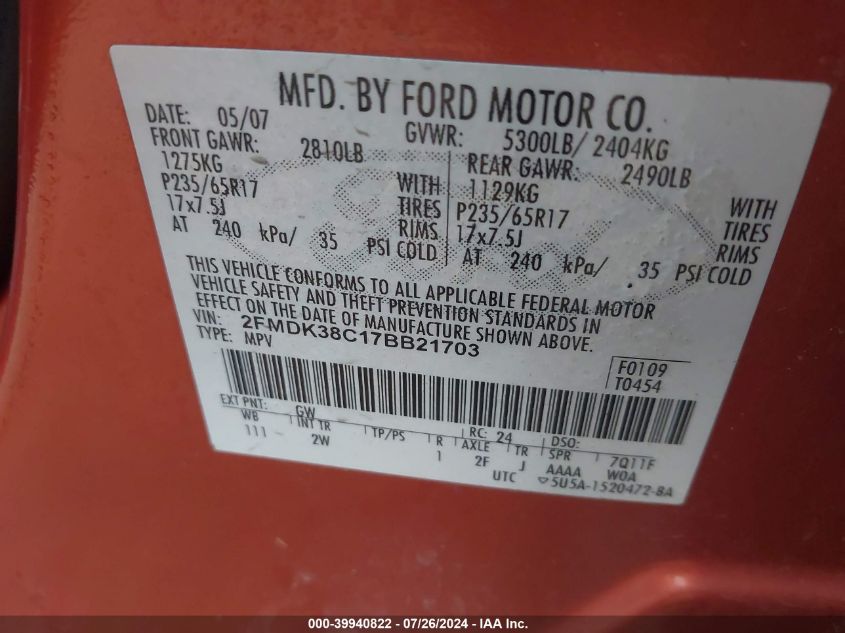 MFD. BY FORD MOTOR CO.
DATE: 05/07 GVWR: 5300LB/ 2404KG
FRONT GAWR: 2810LB REAR GAWR: 2490LB
1275KG WITH 1129KG WITH
P235/65R17 TIRES P235/65R17 TIRES
17x7.5J RIMS 17x7.5J RIMS
AT 240 kPa/ 35 PSI COLD AT 240 kPa/ 35 PSI COLD
THIS VEHICLE CONFORMS TO ALL APPLICABLE FEDERAL MOTOR
VEHICLE SAFETY AND THEFT PREVENTION STANDARDS IN
EFFECT ON THE DATE OF MANUFACTURE SHOWN ABOVE.
VIN: 2FMDK38C17BB21703
TYPE: MPV
F0109
T0454
EXT PNT: GW RC: 24 DSO:
WB INT TR TP/PS R AXLE TR SPR 7Q11F
111 2W 1 2F J AAAA W0A
UTC ▽5U5A-1520472-BA
000-39940822 - 07/26/2024 - IAA Inc.